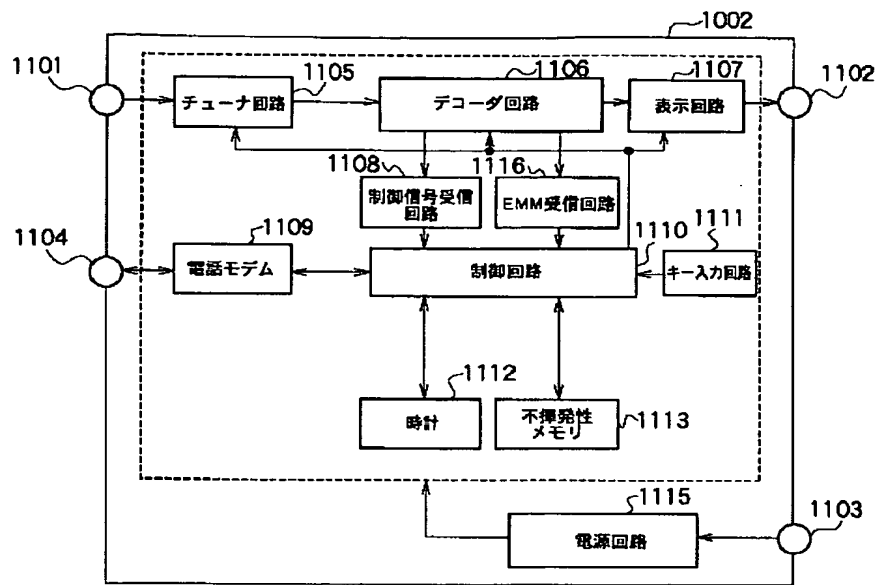 1002
1101
1105
1106
1107
チューナ回路
デコーダ回路
表示回路
1102
1108
1116
制御信号受信
回路
EMM受信回路
1104
1109
1110
1111
電話モデム
制御回路
キー入力回路
1112
時計
不揮発性
メモリ
1113
1115
電源回路
1103